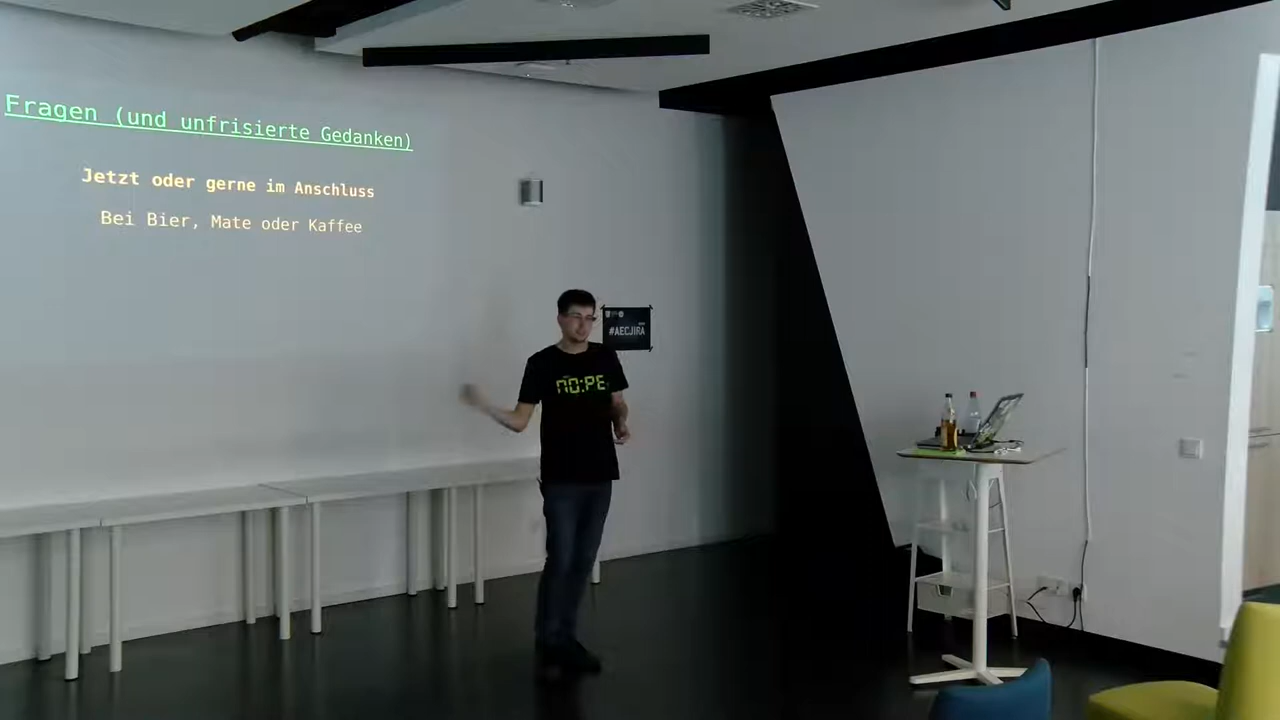 Fragen (und unfrisierte Gedanken)
Jetzt oder gerne im Anschluss
Bei Bier, Mate oder Kaffee
#AECJIRA
NO:PE